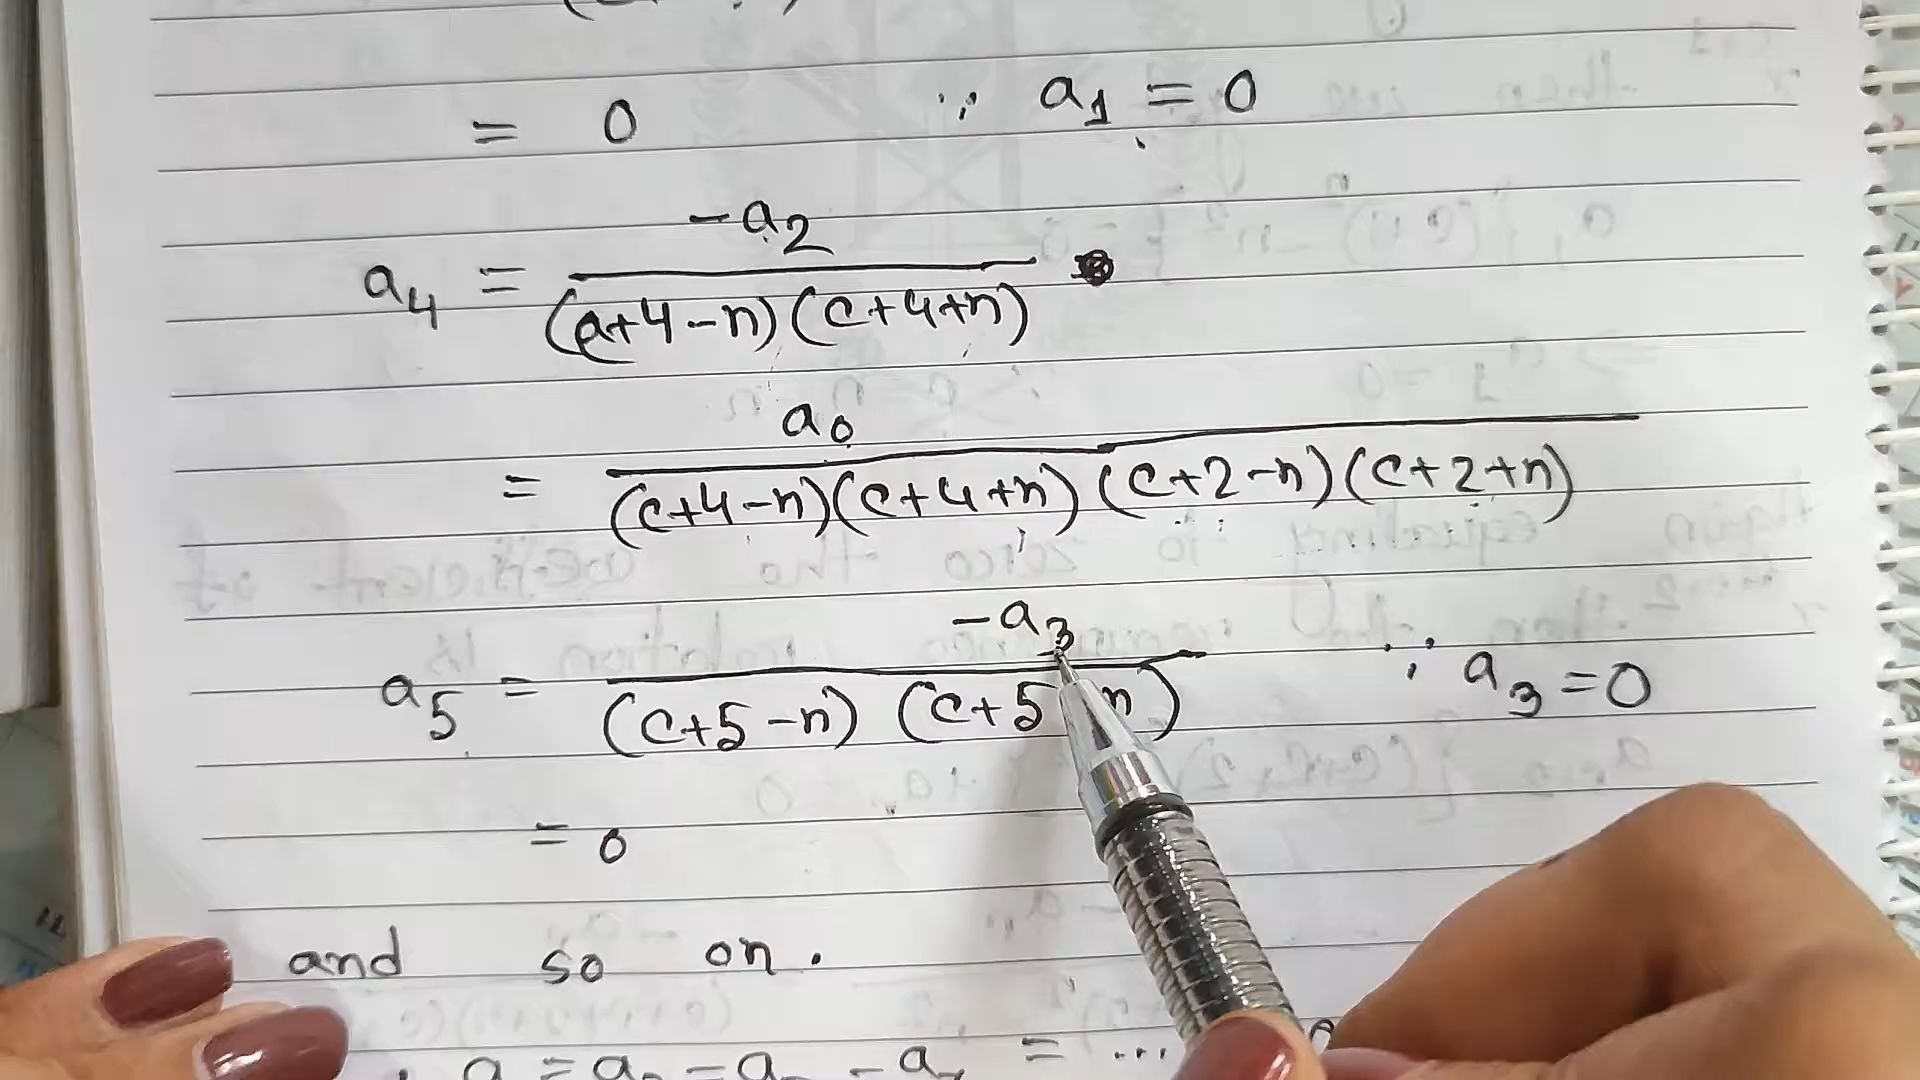 = 0 ∵ a₁ = 0
a₄ = -a₂ / (a+4-n)(c+4+n)
= a₀ / (c+4-n)(c+4+n)(c+2-n)(c+2+n)
a₅ = -a₃ / (c+5-n)(c+5 n) ∵ a₃ = 0
= 0
and so on.